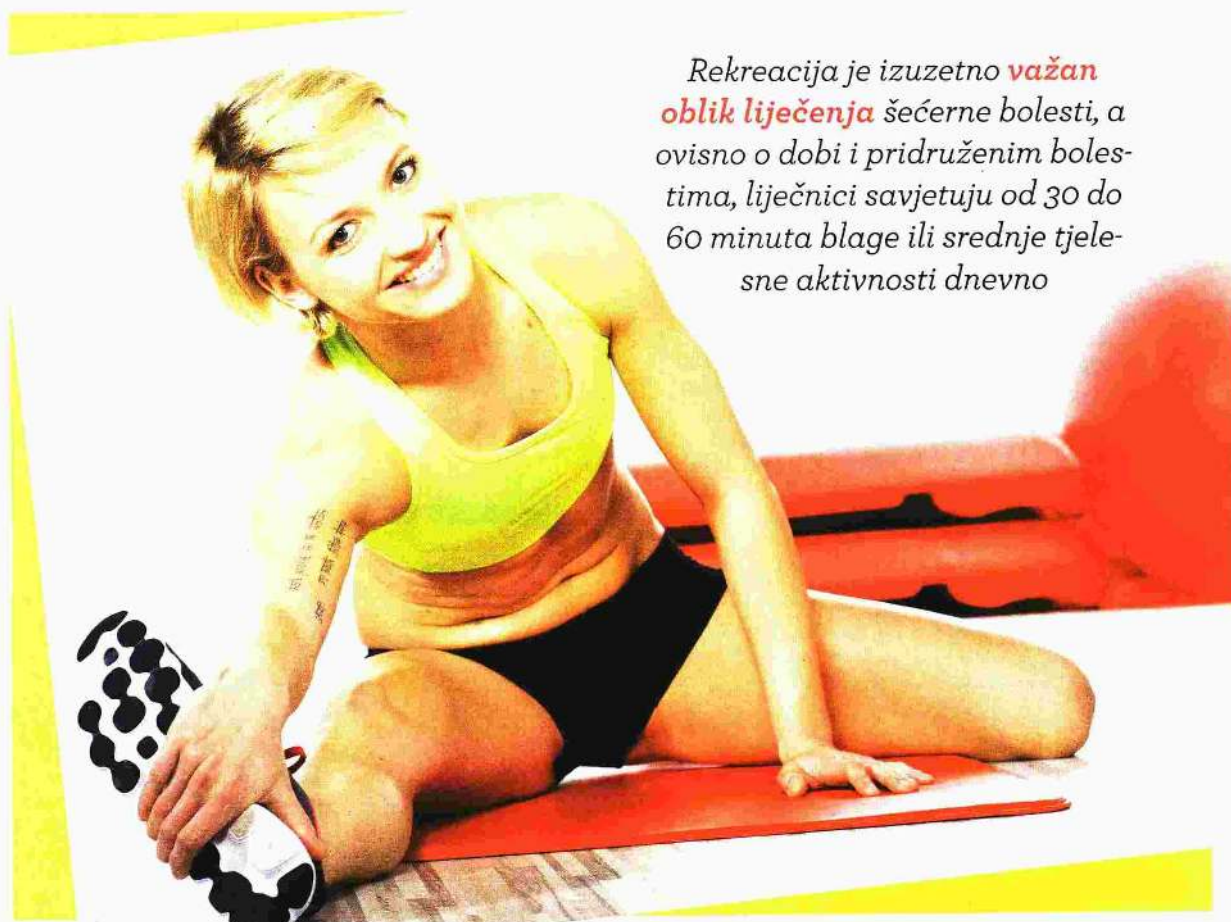 Rekreacija je izuzetno važan
oblik liječenja šećerne bolesti, a
ovisno o dobi i pridruženim boles-
tima, liječnici savjetuju od 30 do
60 minuta blage ili srednje tjele-
sne aktivnosti dnevno